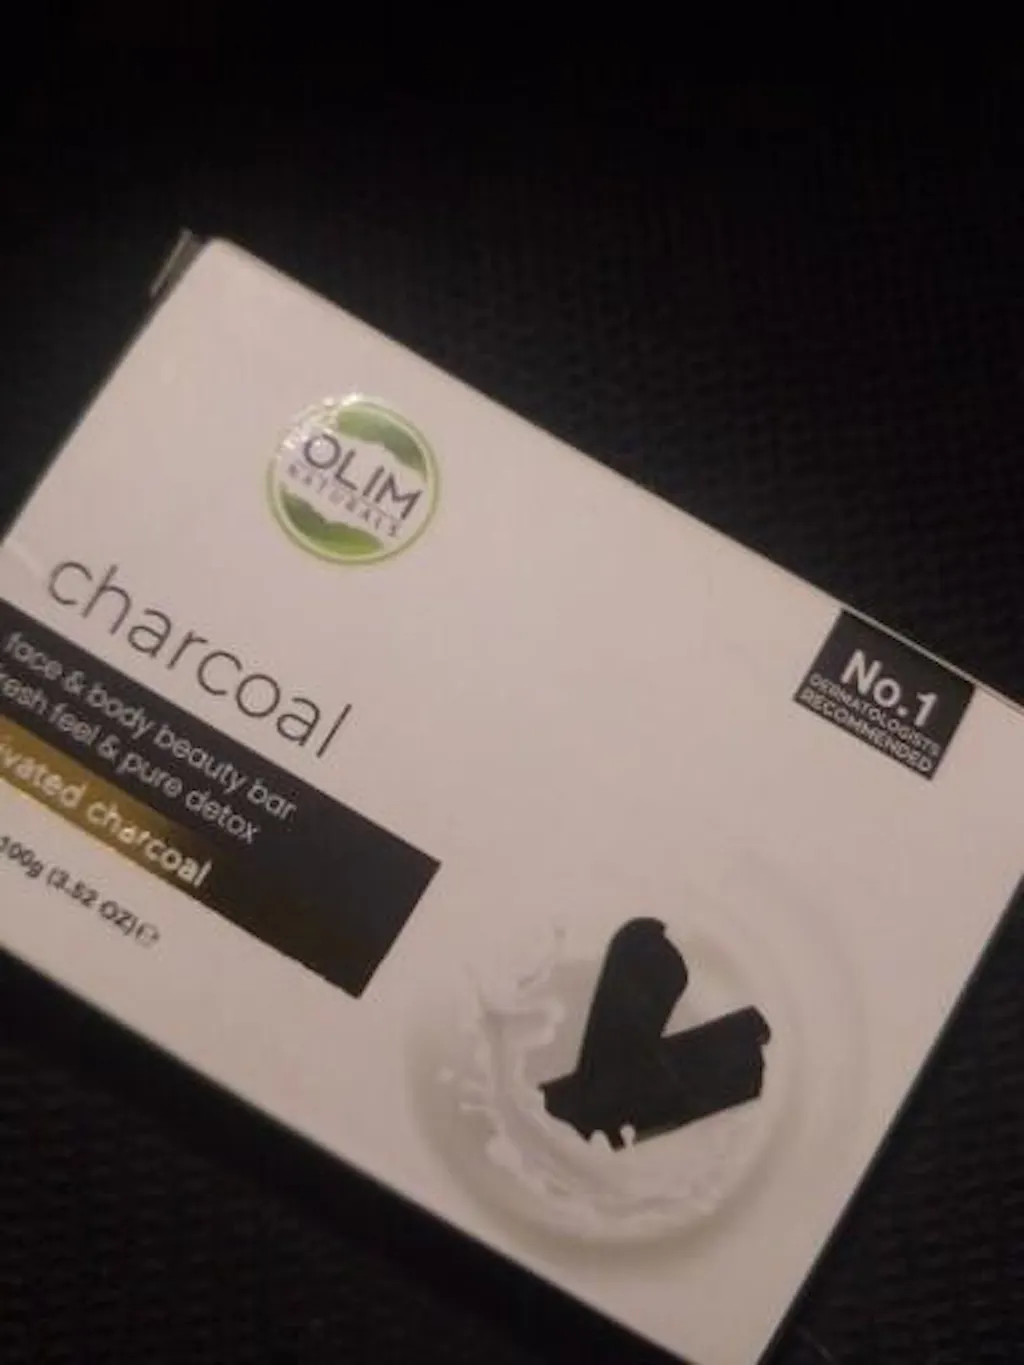 OLIM
NATURALS
charcoal
face & body beauty bar
fresh feel & pure detox
activated charcoal
100g (3.52 OZ)℮
No.1
DERMATOLOGISTS
RECOMMENDED